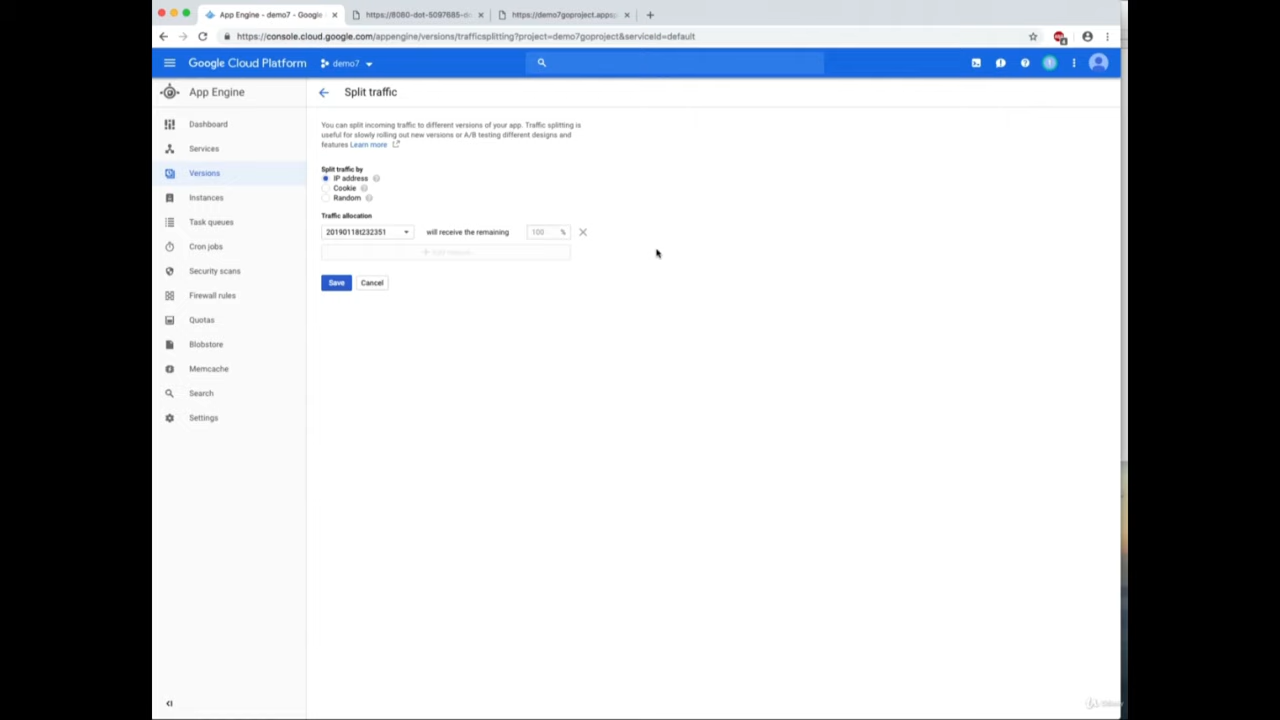 App Engine - demo7 - Google
https://8080-dot-5097685-do
https://demo7goproject.apps
https://console.cloud.google.com/appengine/versions/trafficsplitting?project=demo7goproject&serviceId=default
Google Cloud Platform
demo7
App Engine
Split traffic
Dashboard
Services
Versions
Instances
Task queues
Cron jobs
Security scans
Firewall rules
Quotas
Blobstore
Memcache
Search
Settings
You can split incoming traffic to different versions of your app. Traffic splitting is
useful for slowly rolling out new versions or A/B testing different designs and
features Learn more
Split traffic by
IP address
Cookie
Random
Traffic allocation
20190118t232351 will receive the remaining 100 %
Save Cancel